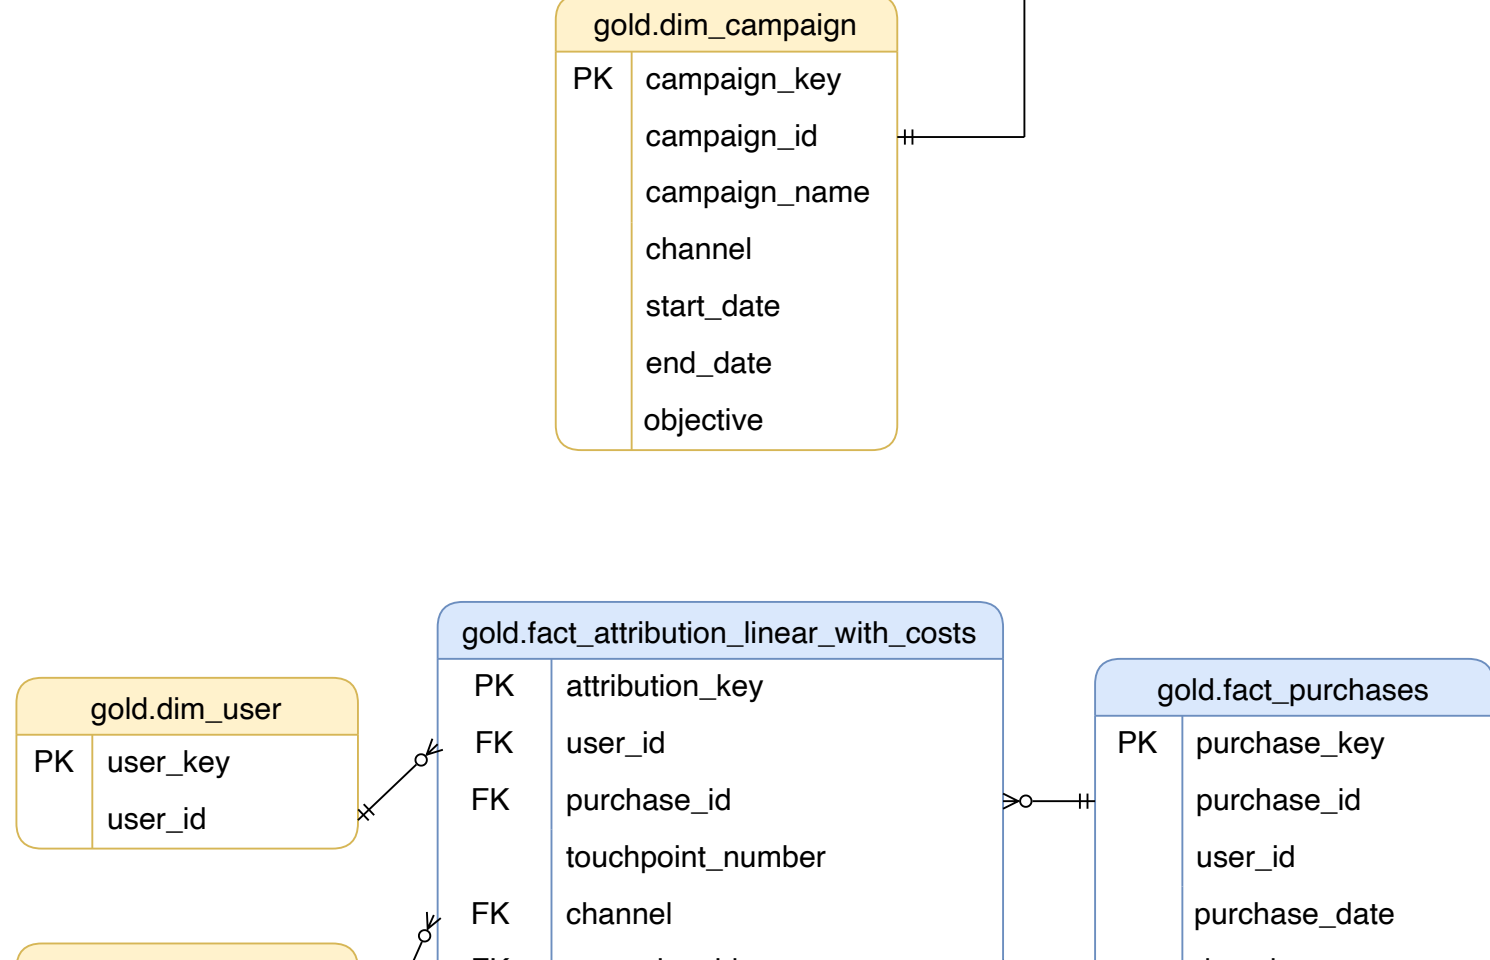 gold.dim_campaign
PK campaign_key
campaign_id
campaign_name
channel
start_date
end_date
objective
gold.dim_user
PK user_key
user_id
gold.fact_attribution_linear_with_costs
PK attribution_key
FK user_id
FK purchase_id
touchpoint_number
FK channel
gold.fact_purchases
PK purchase_key
purchase_id
user_id
purchase_date